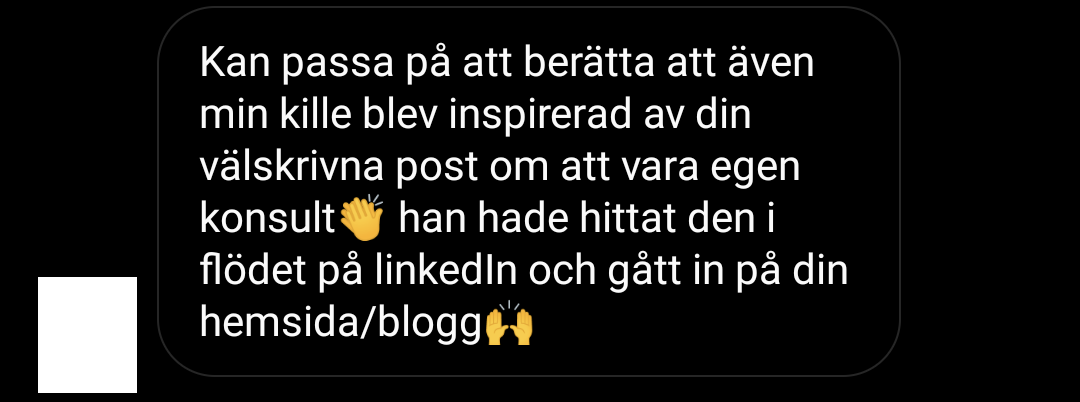 Kan passa på att berätta att även
min kille blev inspirerad av din
välskrivna post om att vara egen
konsult👏 han hade hittat den i
flödet på linkedIn och gått in på din
hemsida/blogg🙌